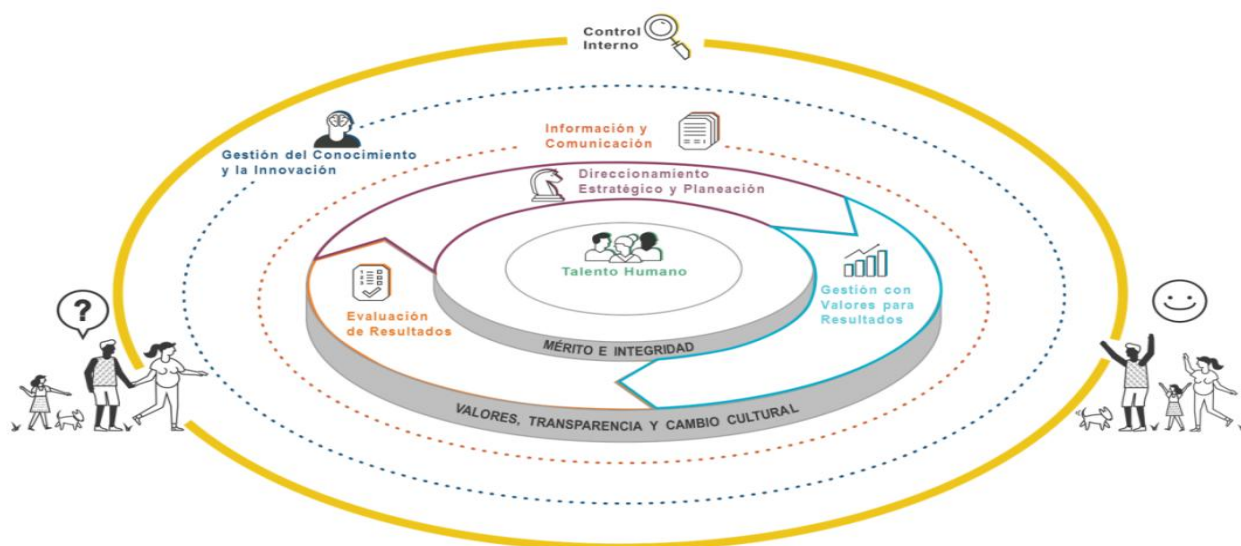 Control
Interno
Información y
Comunicación
Gestión del Conocimiento
y la Innovación
Direccionamiento
Estratégico y Planeación
Talento Humano
Gestión con
Valores para
Resultados
Evaluación
de Resultados
MÉRITO E INTEGRIDAD
VALORES, TRANSPARENCIA Y CAMBIO CULTURAL
?